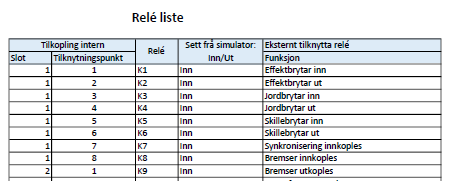 Relé liste
Tilkopling intern Relé Sett frå simulator: Eksternt tilknytta relé
Slot Tilknytningspunkt Inn/Ut Funksjon
1 1 K1 Inn Effektbrytar inn
1 2 K2 Inn Effektbrytar ut
1 3 K3 Inn Jordbrytar inn
1 4 K4 Inn Jordbrytar ut
1 5 K5 Inn Skillebrytar inn
1 6 K6 Inn Skillebrytar ut
1 7 K7 Inn Synkronisering innkoples
1 8 K8 Inn Bremser innkoples
2 1 K9 Inn Bremser utkoples